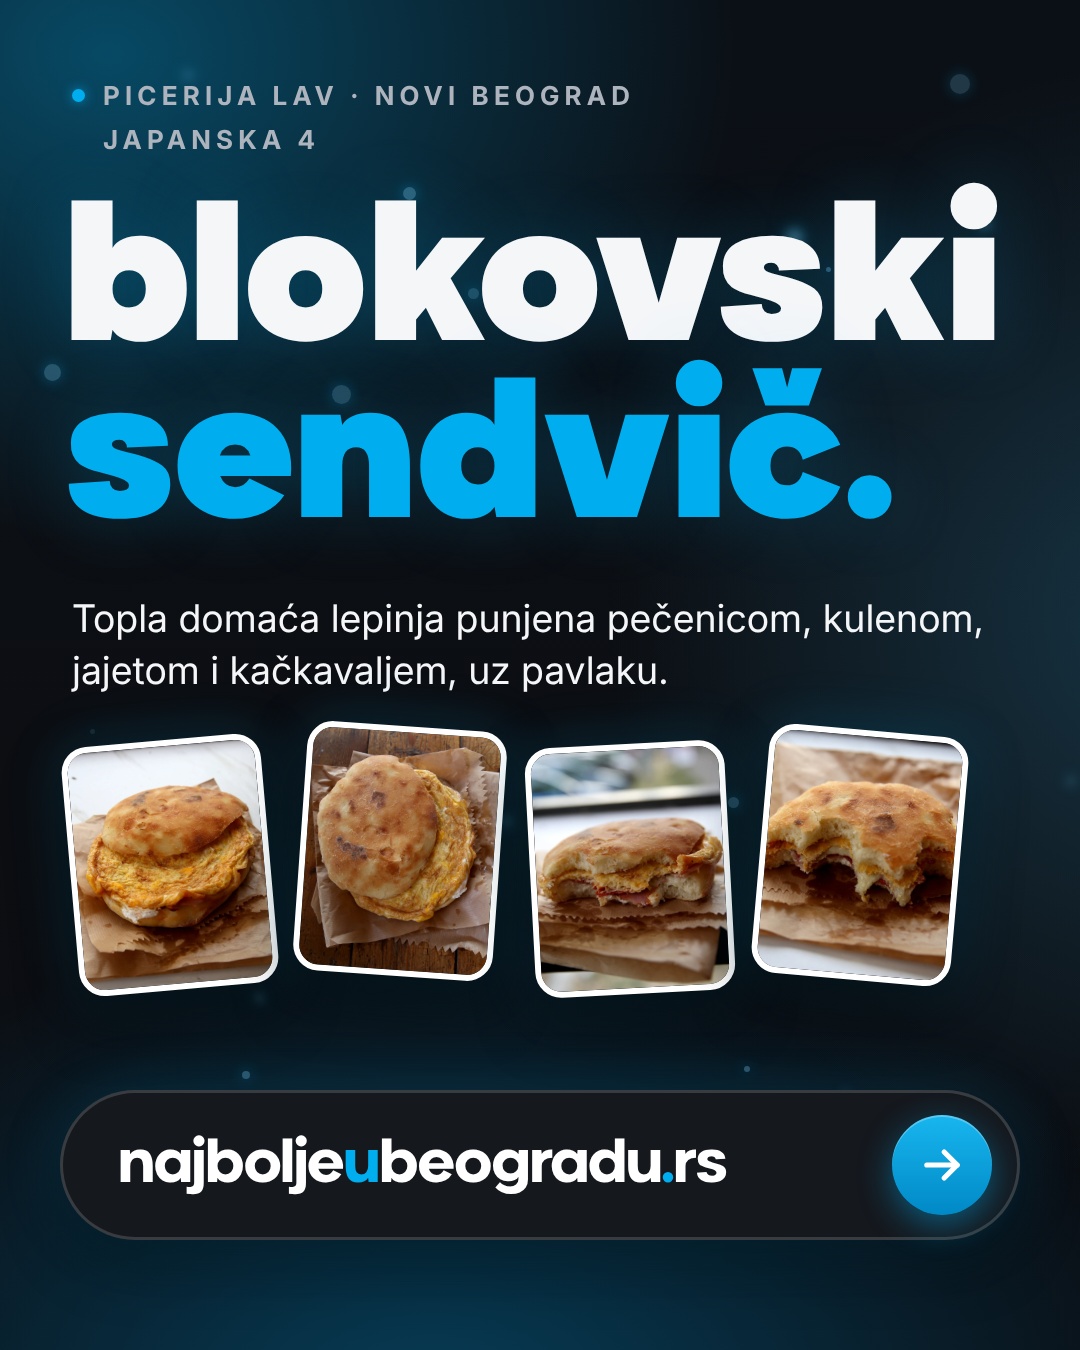 PICERIJA LAV · NOVI BEOGRAD
JAPANSKA 4
blokovski
sendvič.
Topla domaća lepinja punjena pečenicom, kulenom,
jajetom i kačkavaljem, uz pavlaku.
najboljeubeogradu.rs